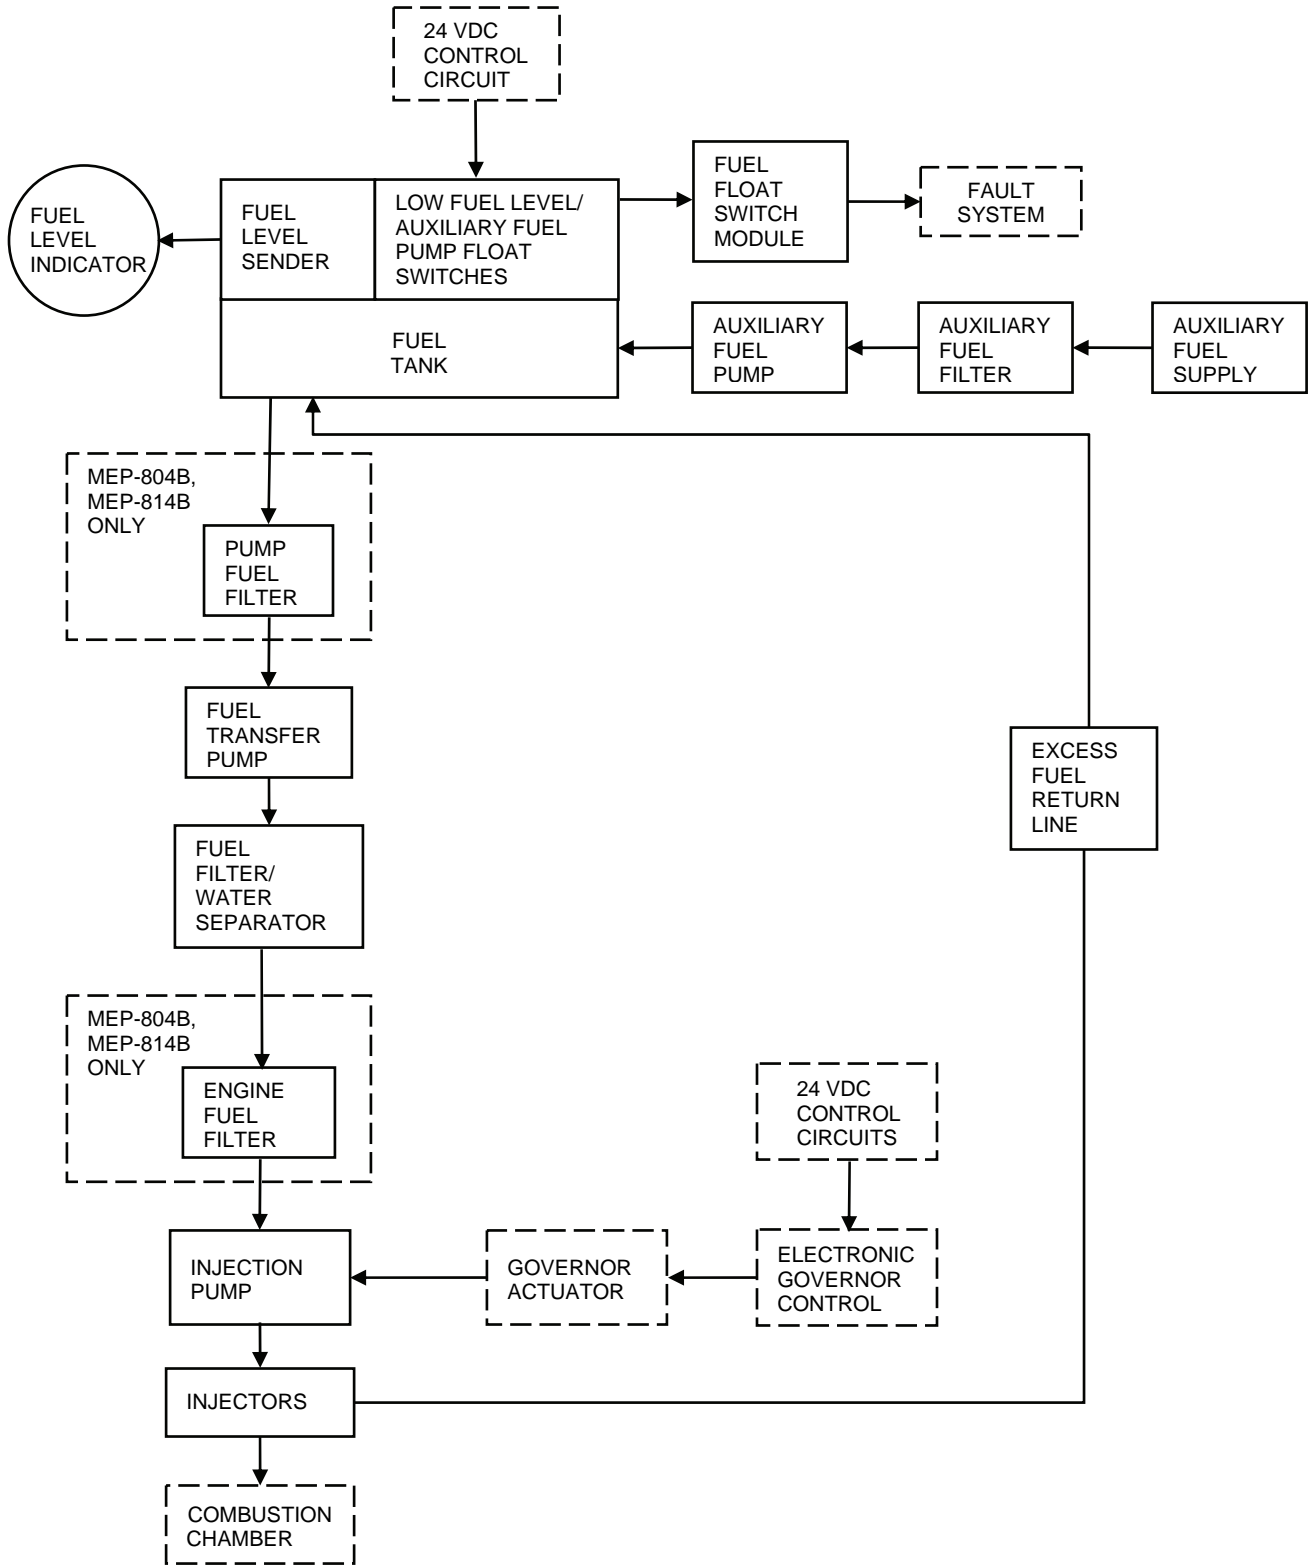 24 VDC
CONTROL
CIRCUIT
FUEL
LEVEL
INDICATOR
FUEL
LEVEL
SENDER
LOW FUEL LEVEL/
AUXILIARY FUEL
PUMP FLOAT
SWITCHES
FUEL
FLOAT
SWITCH
MODULE
FAULT
SYSTEM
FUEL
TANK
AUXILIARY
FUEL
PUMP
AUXILIARY
FUEL
FILTER
AUXILIARY
FUEL
SUPPLY
MEP-804B,
MEP-814B
ONLY
PUMP
FUEL
FILTER
FUEL
TRANSFER
PUMP
EXCESS
FUEL
RETURN
LINE
FUEL
FILTER/
WATER
SEPARATOR
MEP-804B,
MEP-814B
ONLY
ENGINE
FUEL
FILTER
24 VDC
CONTROL
CIRCUITS
INJECTION
PUMP
GOVERNOR
ACTUATOR
ELECTRONIC
GOVERNOR
CONTROL
INJECTORS
COMBUSTION
CHAMBER